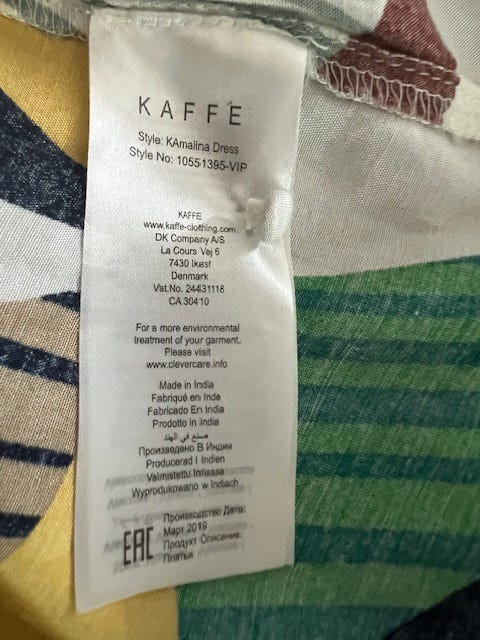 KAFFE
Style: KAmalina Dress
Style No: 10551395-VIP
KAFFE
www.kaffe-clothing.com
DK Company A/S
La Cours Vej 6
7430 Ikast
Denmark
Vat.No. 24431118
CA 30410
For a more environmental
treatment of your garment.
Please visit
www.clevercare.info
Made in India
Fabriqué en Inde
Fabricado En India
Prodotto in India
صنع في الهند
Произведено В Индии
Producerad I Indien
Valmistettu Intiassa
Wyprodukowano w Indiach
Производство Дата:
Март 2019
EAC
Продукт Описание:
Платья